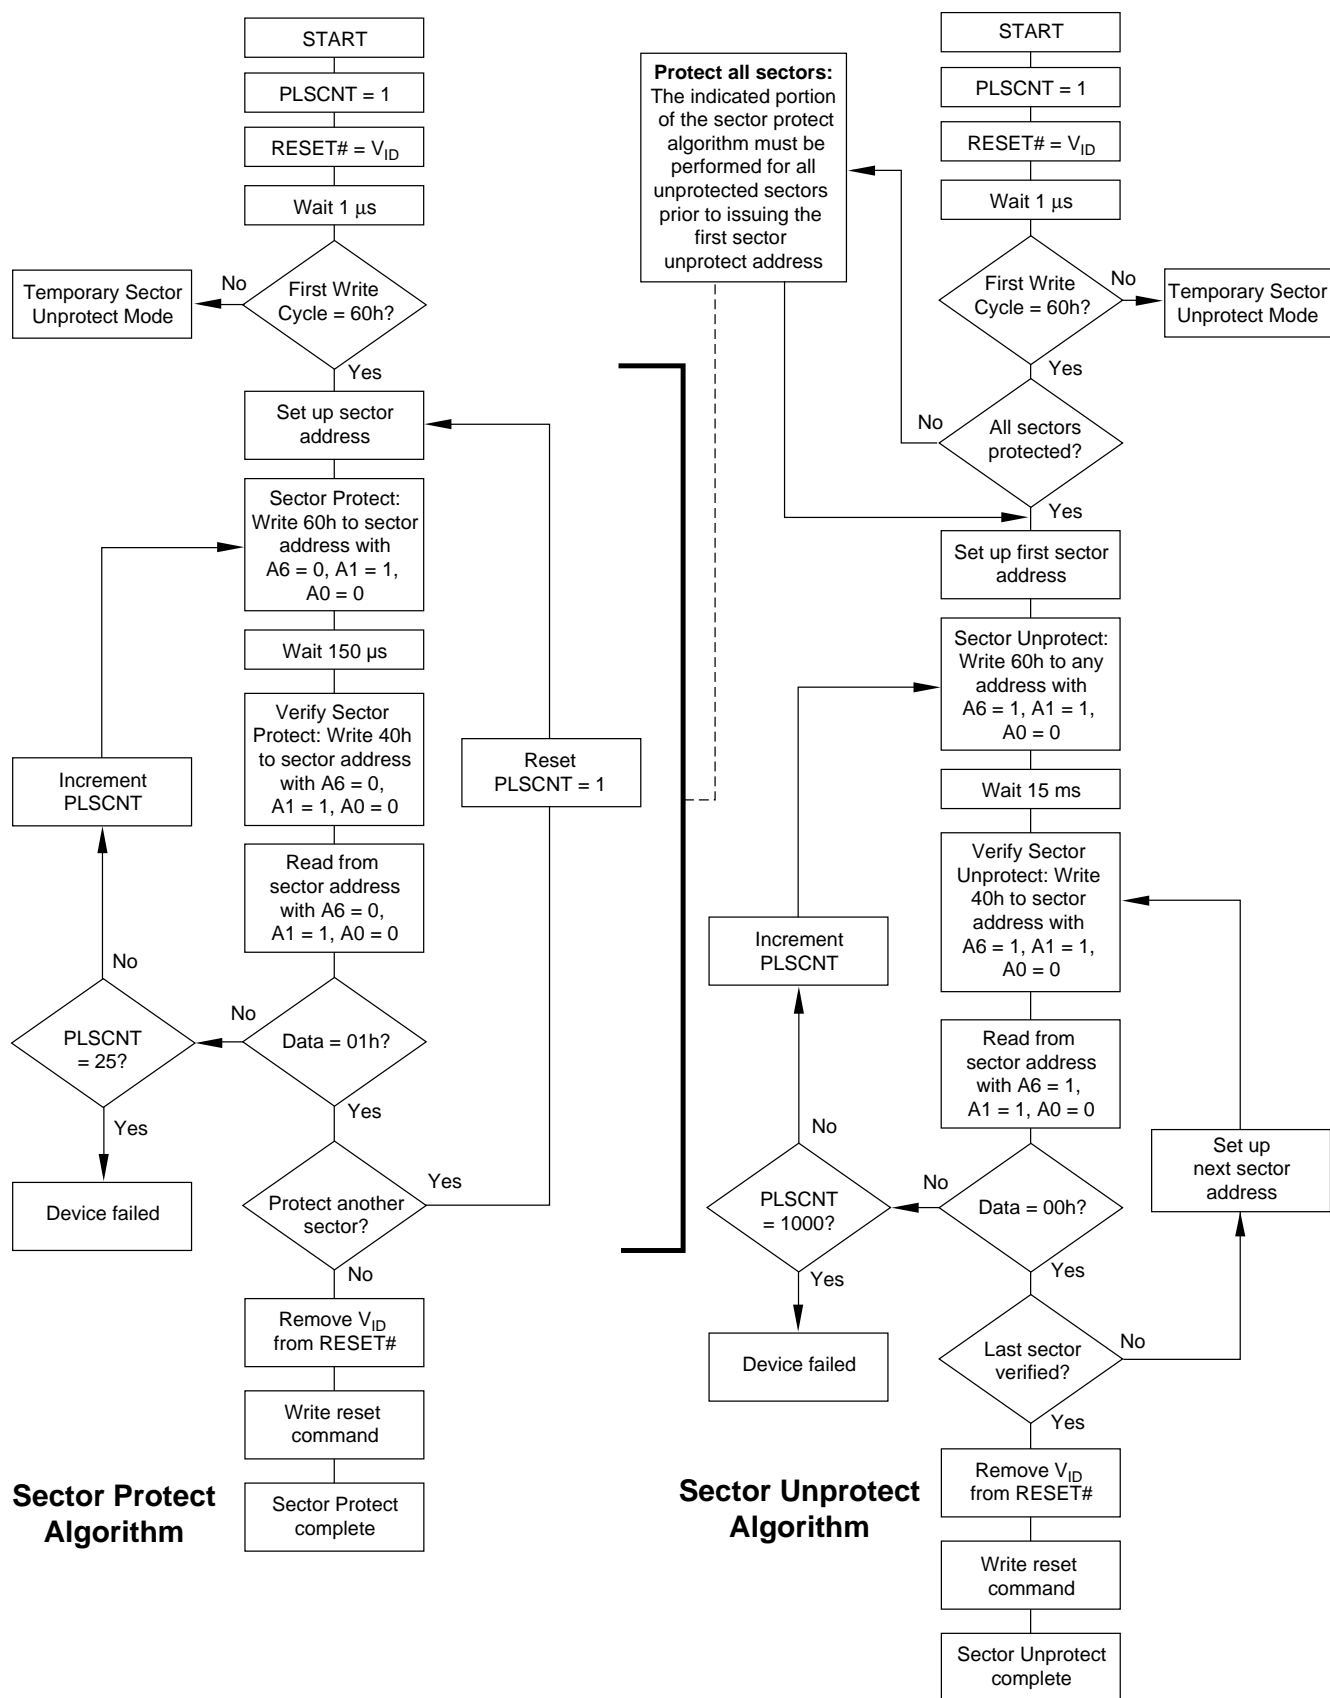 START
PLSCNT = 1
RESET# = VID
Wait 1 μs
First Write
Cycle = 60h?
No
Temporary Sector
Unprotect Mode
Yes
Set up sector
address
Sector Protect:
Write 60h to sector
address with
A6 = 0, A1 = 1,
A0 = 0
Wait 150 µs
Verify Sector
Protect: Write 40h
to sector address
with A6 = 0,
A1 = 1, A0 = 0
Reset
PLSCNT = 1
Increment
PLSCNT
Read from
sector address
with A6 = 0,
A1 = 1, A0 = 0
No
PLSCNT
= 25?
No
Data = 01h?
Yes
Yes
Device failed
Protect another
sector?
Yes
No
Remove VID
from RESET#
Write reset
command
Sector Protect
complete
Sector Protect
Algorithm
Protect all sectors:
The indicated portion
of the sector protect
algorithm must be
performed for all
unprotected sectors
prior to issuing the
first sector
unprotect address
START
PLSCNT = 1
RESET# = VID
Wait 1 μs
First Write
Cycle = 60h?
No
Temporary Sector
Unprotect Mode
Yes
No
All sectors
protected?
Yes
Set up first sector
address
Sector Unprotect:
Write 60h to any
address with
A6 = 1, A1 = 1,
A0 = 0
Wait 15 ms
Verify Sector
Unprotect: Write
40h to sector
address with
A6 = 1, A1 = 1,
A0 = 0
Increment
PLSCNT
Read from
sector address
with A6 = 1,
A1 = 1, A0 = 0
No
PLSCNT
= 1000?
No
Data = 00h?
Set up
next sector
address
Yes
Yes
Device failed
Last sector
verified?
No
Yes
Remove VID
from RESET#
Write reset
command
Sector Unprotect
complete
Sector Unprotect
Algorithm